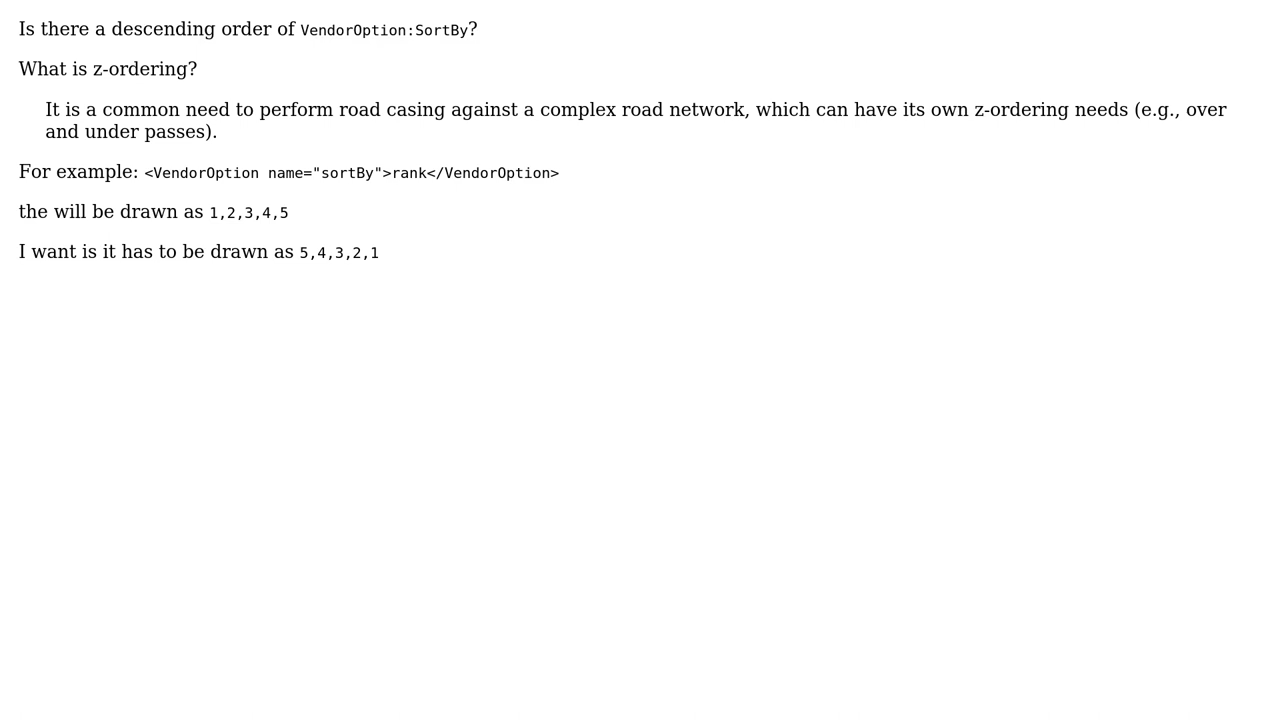 Is there a descending order of VendorOption:SortBy?
What is z-ordering?
It is a common need to perform road casing against a complex road network, which can have its own z-ordering needs (e.g., over
and under passes).
For example: <VendorOption name="sortBy">rank</VendorOption>
the will be drawn as 1,2,3,4,5
I want is it has to be drawn as 5,4,3,2,1